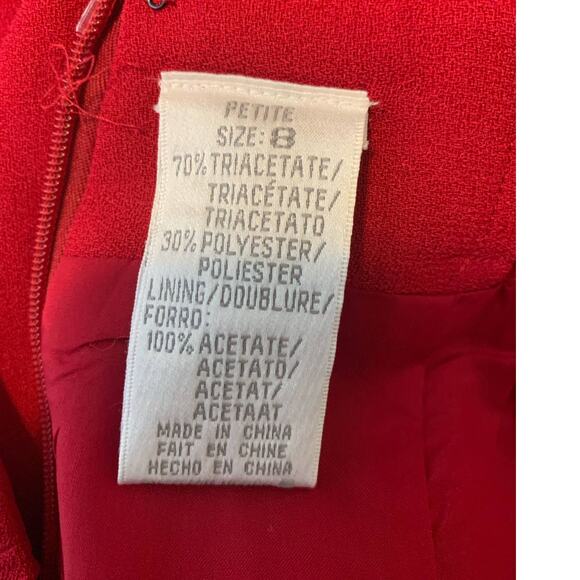 PETITE
SIZE: 8
70% TRIACETATE/
TRIACÉTATE/
TRIACETATO
30% POLYESTER/
POLIESTER
LINING/DOUBLURE/
FORRO:
100% ACETATE/
ACETATO/
ACETAT/
ACETAAT
MADE IN CHINA
FAIT EN CHINE
HECHO EN CHINA